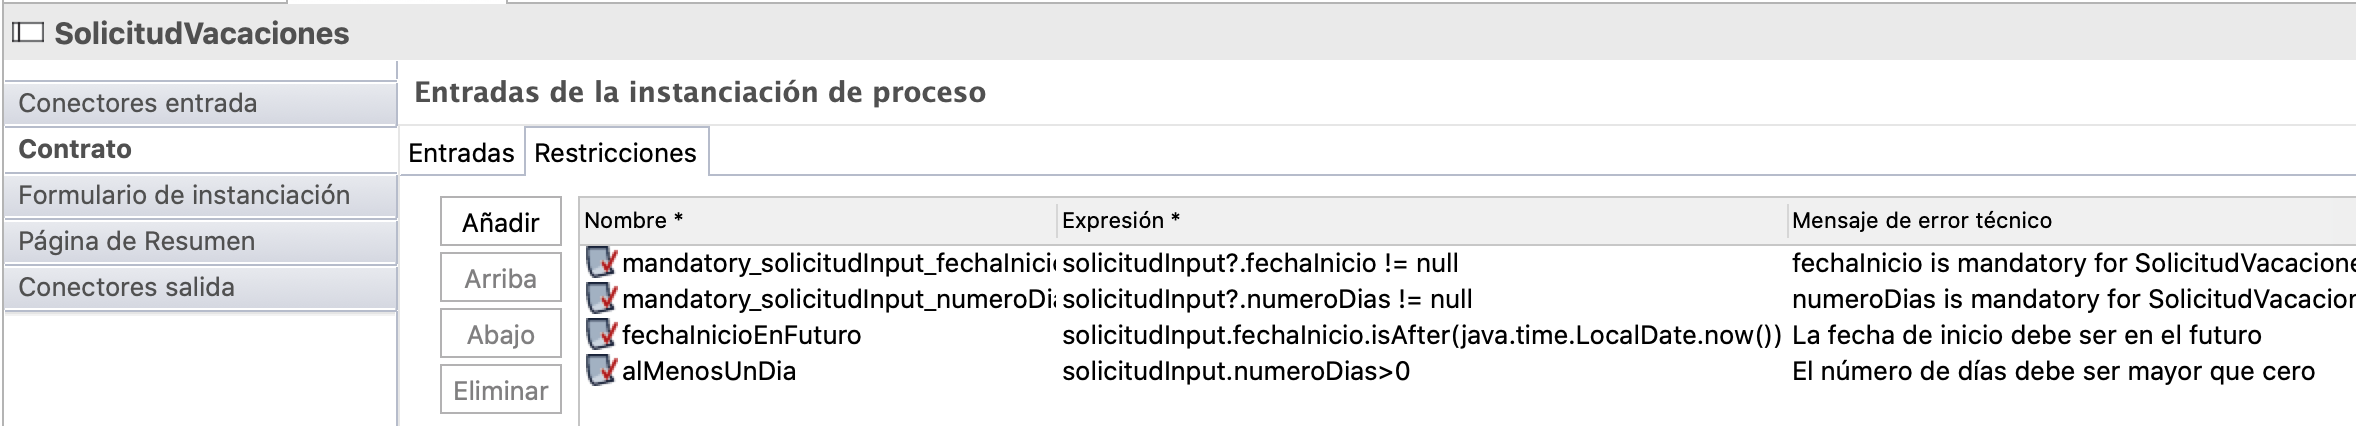 SolicitudVacaciones
Conectores entrada
Contrato
Formulario de instanciación
Página de Resumen
Conectores salida
Entradas de la instanciación de proceso
Entradas Restricciones
Añadir
Arriba
Abajo
Eliminar
Nombre * Expresión * Mensaje de error técnico
mandatory_solicitudInput_fechaInici solicitudInput?.fechaInicio != null fechaInicio is mandatory for SolicitudVacacione
mandatory_solicitudInput_numeroDi solicitudInput?.numeroDias != null numeroDias is mandatory for SolicitudVacacion
fechaInicioEnFuturo solicitudInput.fechaInicio.isAfter(java.time.LocalDate.now()) La fecha de inicio debe ser en el futuro
alMenosUnDia solicitudInput.numeroDias>0 El número de días debe ser mayor que cero